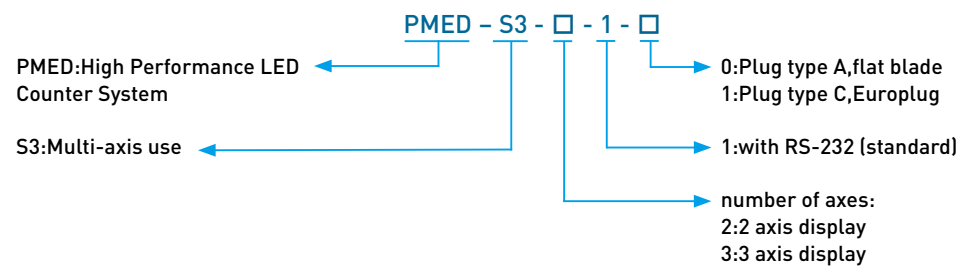 PMED – S3 - □ - 1 - □
PMED:High Performance LED
Counter System
S3:Multi-axis use
0:Plug type A,flat blade
1:Plug type C,Europlug
1:with RS-232 (standard)
number of axes:
2:2 axis display
3:3 axis display